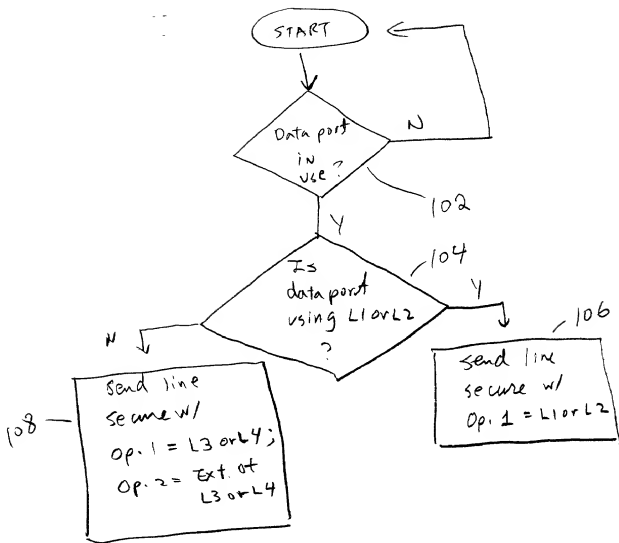 START
Data port
in
use?
N
102
Y
Is
data port
using L1 or L2
?
104
Y
N
106
send line
secure w/
Op. 1 = L1 or L2
108
send line
secure w/
Op. 1 = L3 or L4;
Op. 2 = Ext. of
L3 or L4